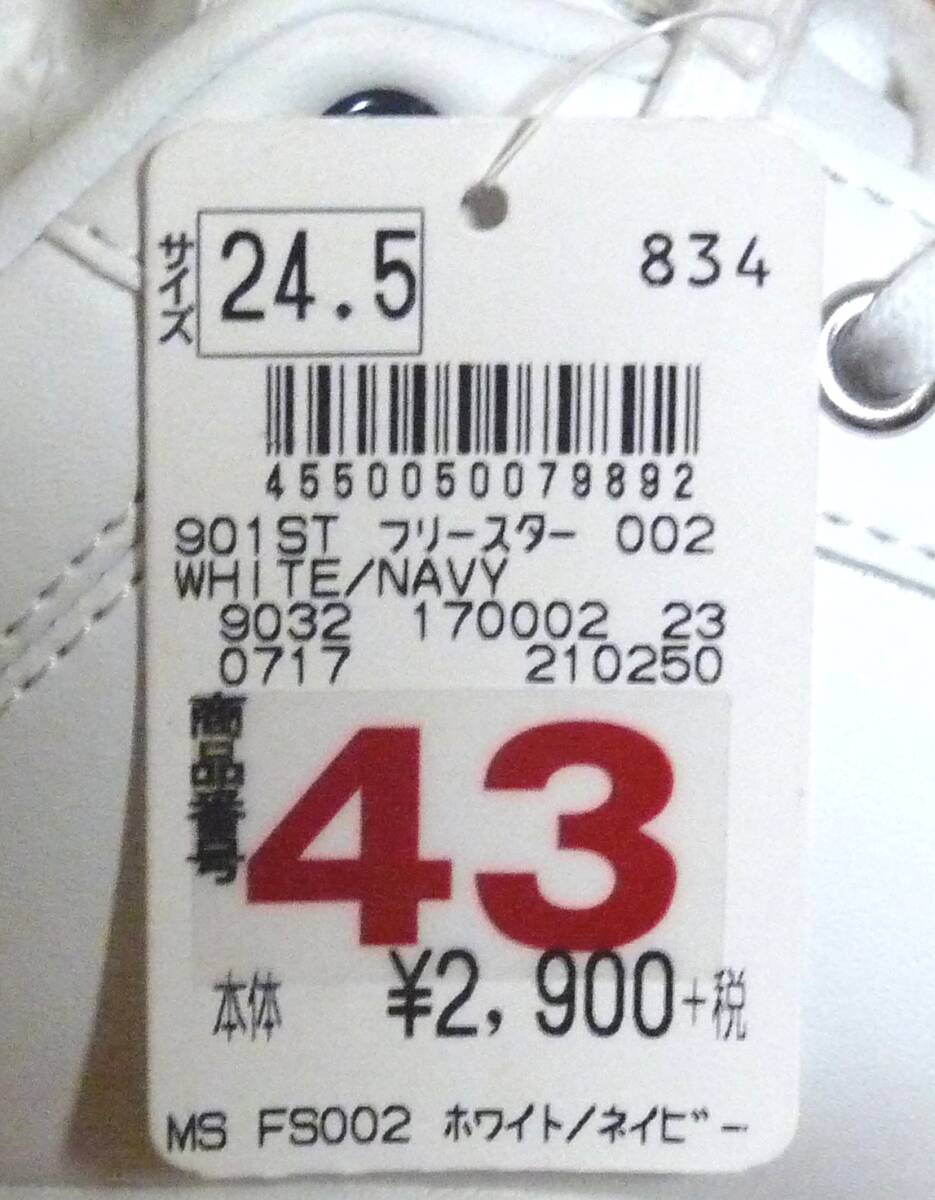 サイズ 24.5 834
4550050079892
901ST フリースター 002
WHITE/NAVY
9032 170002 23
0717 210250
商品番号
43
本体 ¥2,900+税
MS FS002 ホワイト/ネイビー